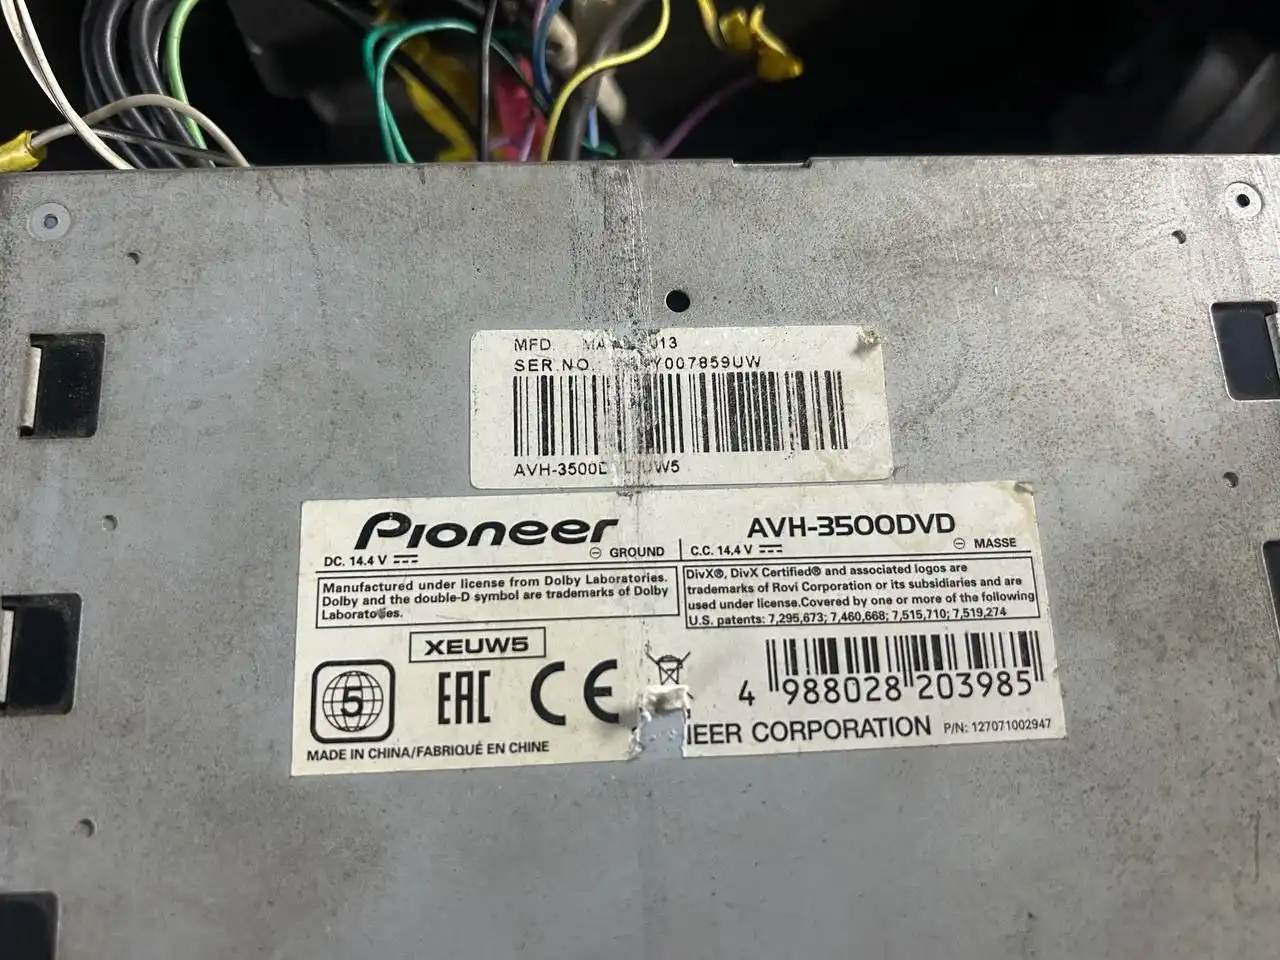 MFD 013
SER.NO. Y007859UW
AVH-3500D UW5
Pioneer
AVH-3500DVD
DC. 14.4 V ⊖ GROUND
C.C. 14.4 V ⊖ MASSE
Manufactured under license from Dolby Laboratories.
Dolby and the double-D symbol are trademarks of Dolby
Laboratories.
DivX®, DivX Certified® and associated logos are
trademarks of Rovi Corporation or its subsidiaries and are
used under license.Covered by one or more of the following
U.S. patents: 7,295,673; 7,460,668; 7,515,710; 7,519,274
XEUW5
5
EAC CE
4 988028 203985
MADE IN CHINA/FABRIQUÉ EN CHINE
NEER CORPORATION P/N: 127071002947